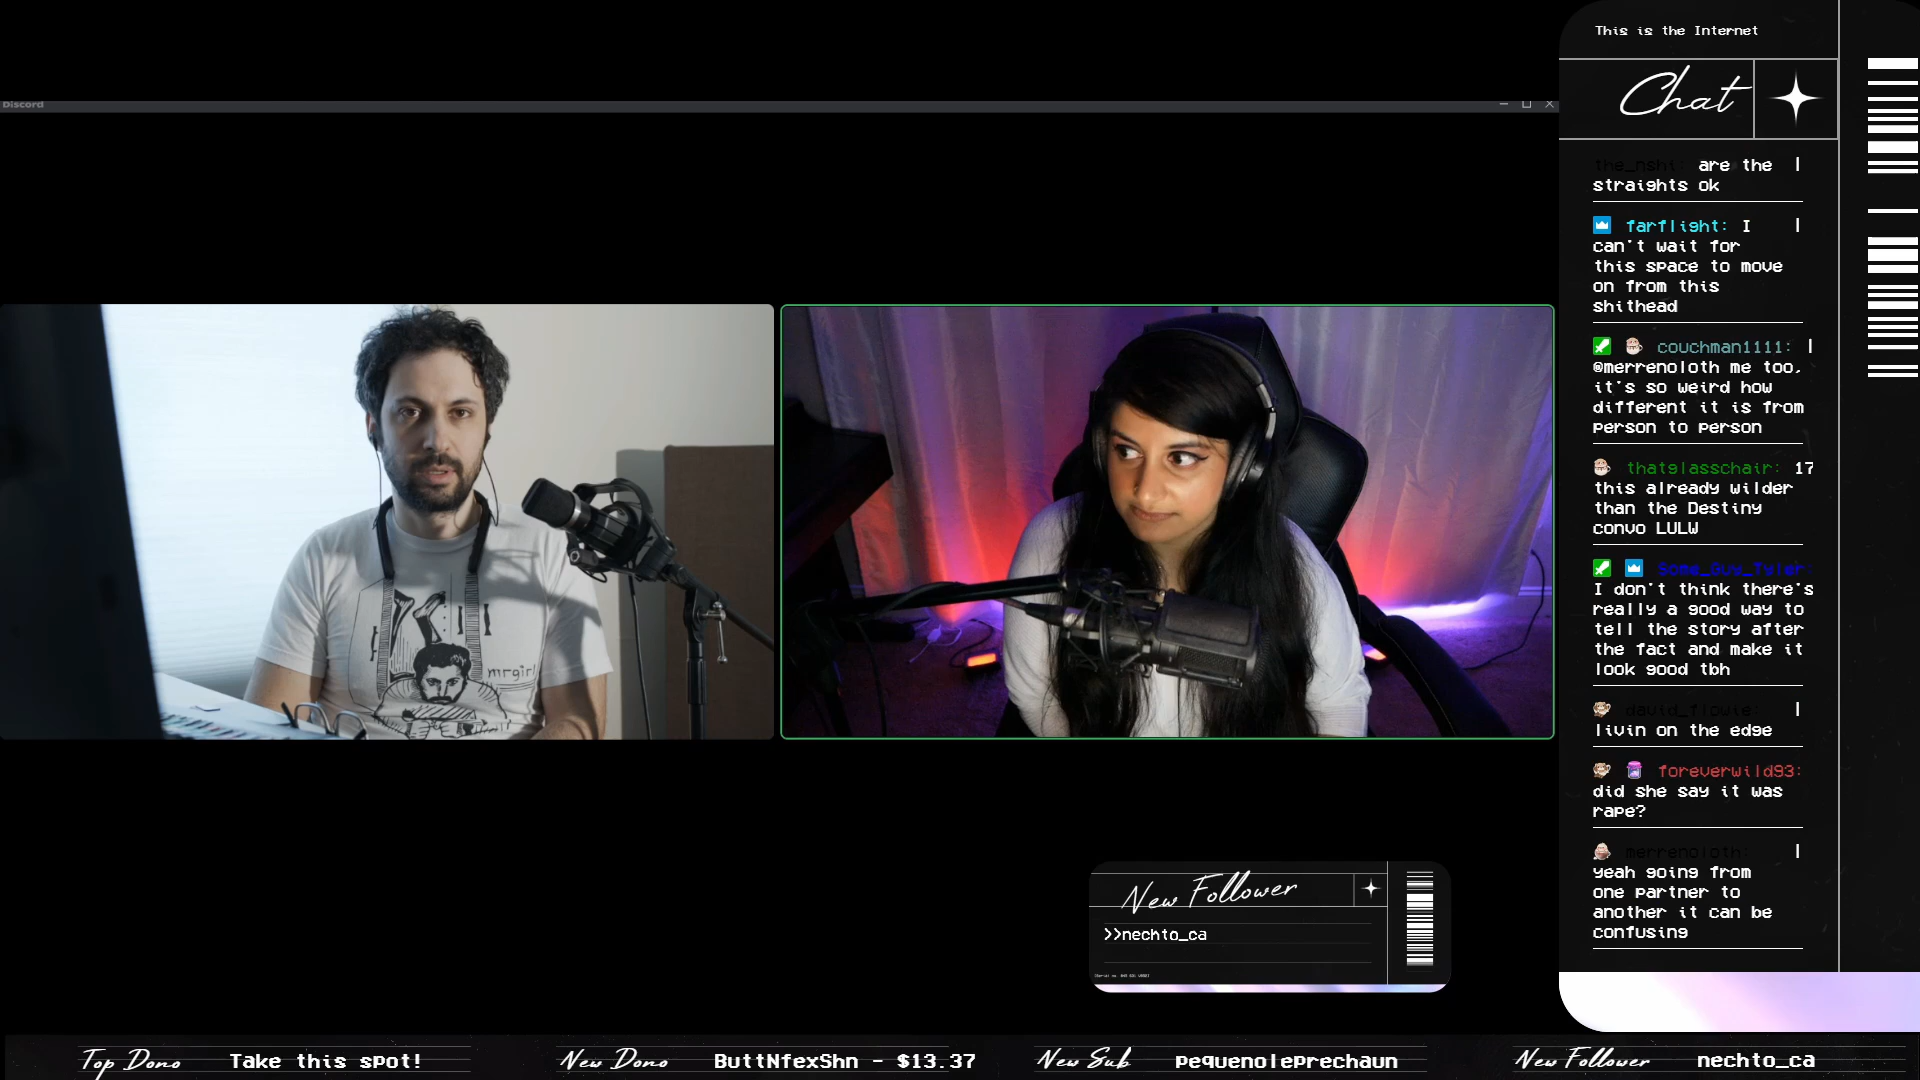 This is the Internet
Chat
Discord
the_nshi: are the
straights ok
farflight: I
can't wait for
this space to move
on from this
shithead
couchman1111:
@merrenoloth me too,
it's so weird how
different it is from
person to person
thatglasschair: 17
this already wilder
than the Destiny
convo LULW
Some_Guy_Tyler:
I don't think there's
really a good way to
tell the story after
the fact and make it
look good tbh
david_flowie:
livin on the edge
foreverwild93:
did she say it was
rape?
merrenoloth:
yeah going from
one partner to
another it can be
confusing
mrgirl
New Follower
>>nechto_ca
Top Dono Take this spot!
New Dono ButtNfexShn - $13.37
New Sub pequenoleprechaun
New Follower nechto_ca